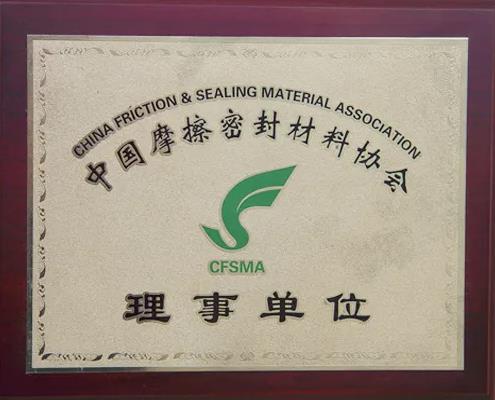 CHINA FRICTION & SEALING MATERIAL ASSOCIATION
中国摩擦密封材料协会
CFSMA
理事单位